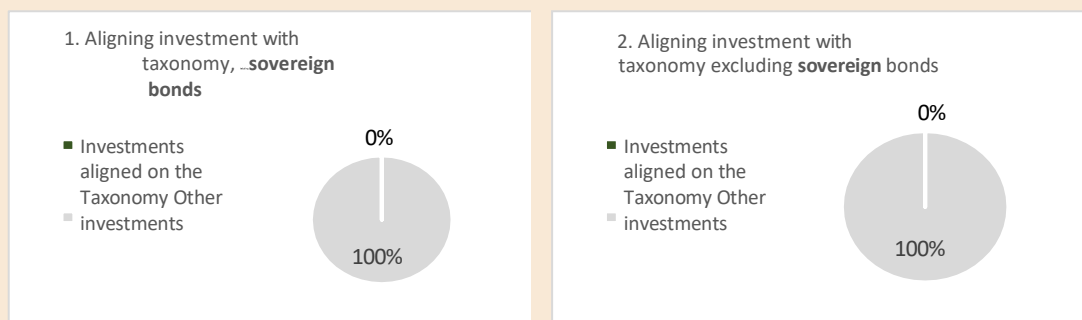 1. Aligning investment with
taxonomy, sovereign
bonds
Investments
aligned on the
Taxonomy Other
investments
0%
100%
2. Aligning investment with
taxonomy excluding sovereign bonds
Investments
aligned on the
Taxonomy Other
investments
0%
100%